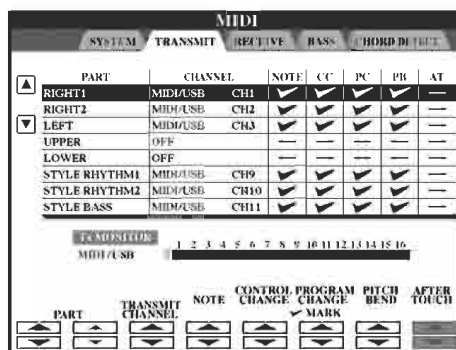 MIDI
SYSTEM TRANSMIT RECEIVE BASS CHORD DETECT
PART CHANNEL NOTE CC PC PB AT
RIGHT1 MIDI/USB CH1
RIGHT2 MIDI/USB CH2
LEFT MIDI/USB CH3
UPPER OFF
LOWER OFF
STYLE RHYTHM1 MIDI/USB CH9
STYLE RHYTHM2 MIDI/USB CH10
STYLE BASS MIDI/USB CH11
Tx MONITOR 1 2 3 4 5 6 7 8 9 10 11 12 13 14 15 16
MIDI/USB
PART
TRANSMIT CHANNEL
NOTE
CONTROL CHANGE
PROGRAM CHANGE
PITCH BEND
AFTER TOUCH
MARK